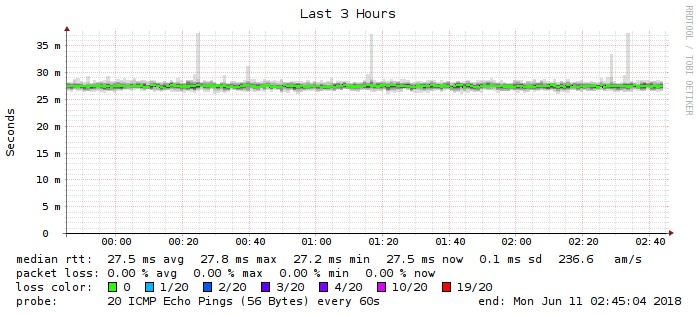 Last 3 Hours
RRDTOOL / TOBI OETIKER
Seconds
35 m
30 m
25 m
20 m
15 m
10 m
5 m
0
00:00 00:20 00:40 01:00 01:20 01:40 02:00 02:20 02:40
median rtt: 27.5 ms avg 27.8 ms max 27.2 ms min 27.5 ms now 0.1 ms sd 236.6 am/s
packet loss: 0.00 % avg 0.00 % max 0.00 % min 0.00 % now
loss color: 0 1/20 2/20 3/20 4/20 10/20 19/20
probe: 20 ICMP Echo Pings (56 Bytes) every 60s end: Mon Jun 11 02:45:04 2018